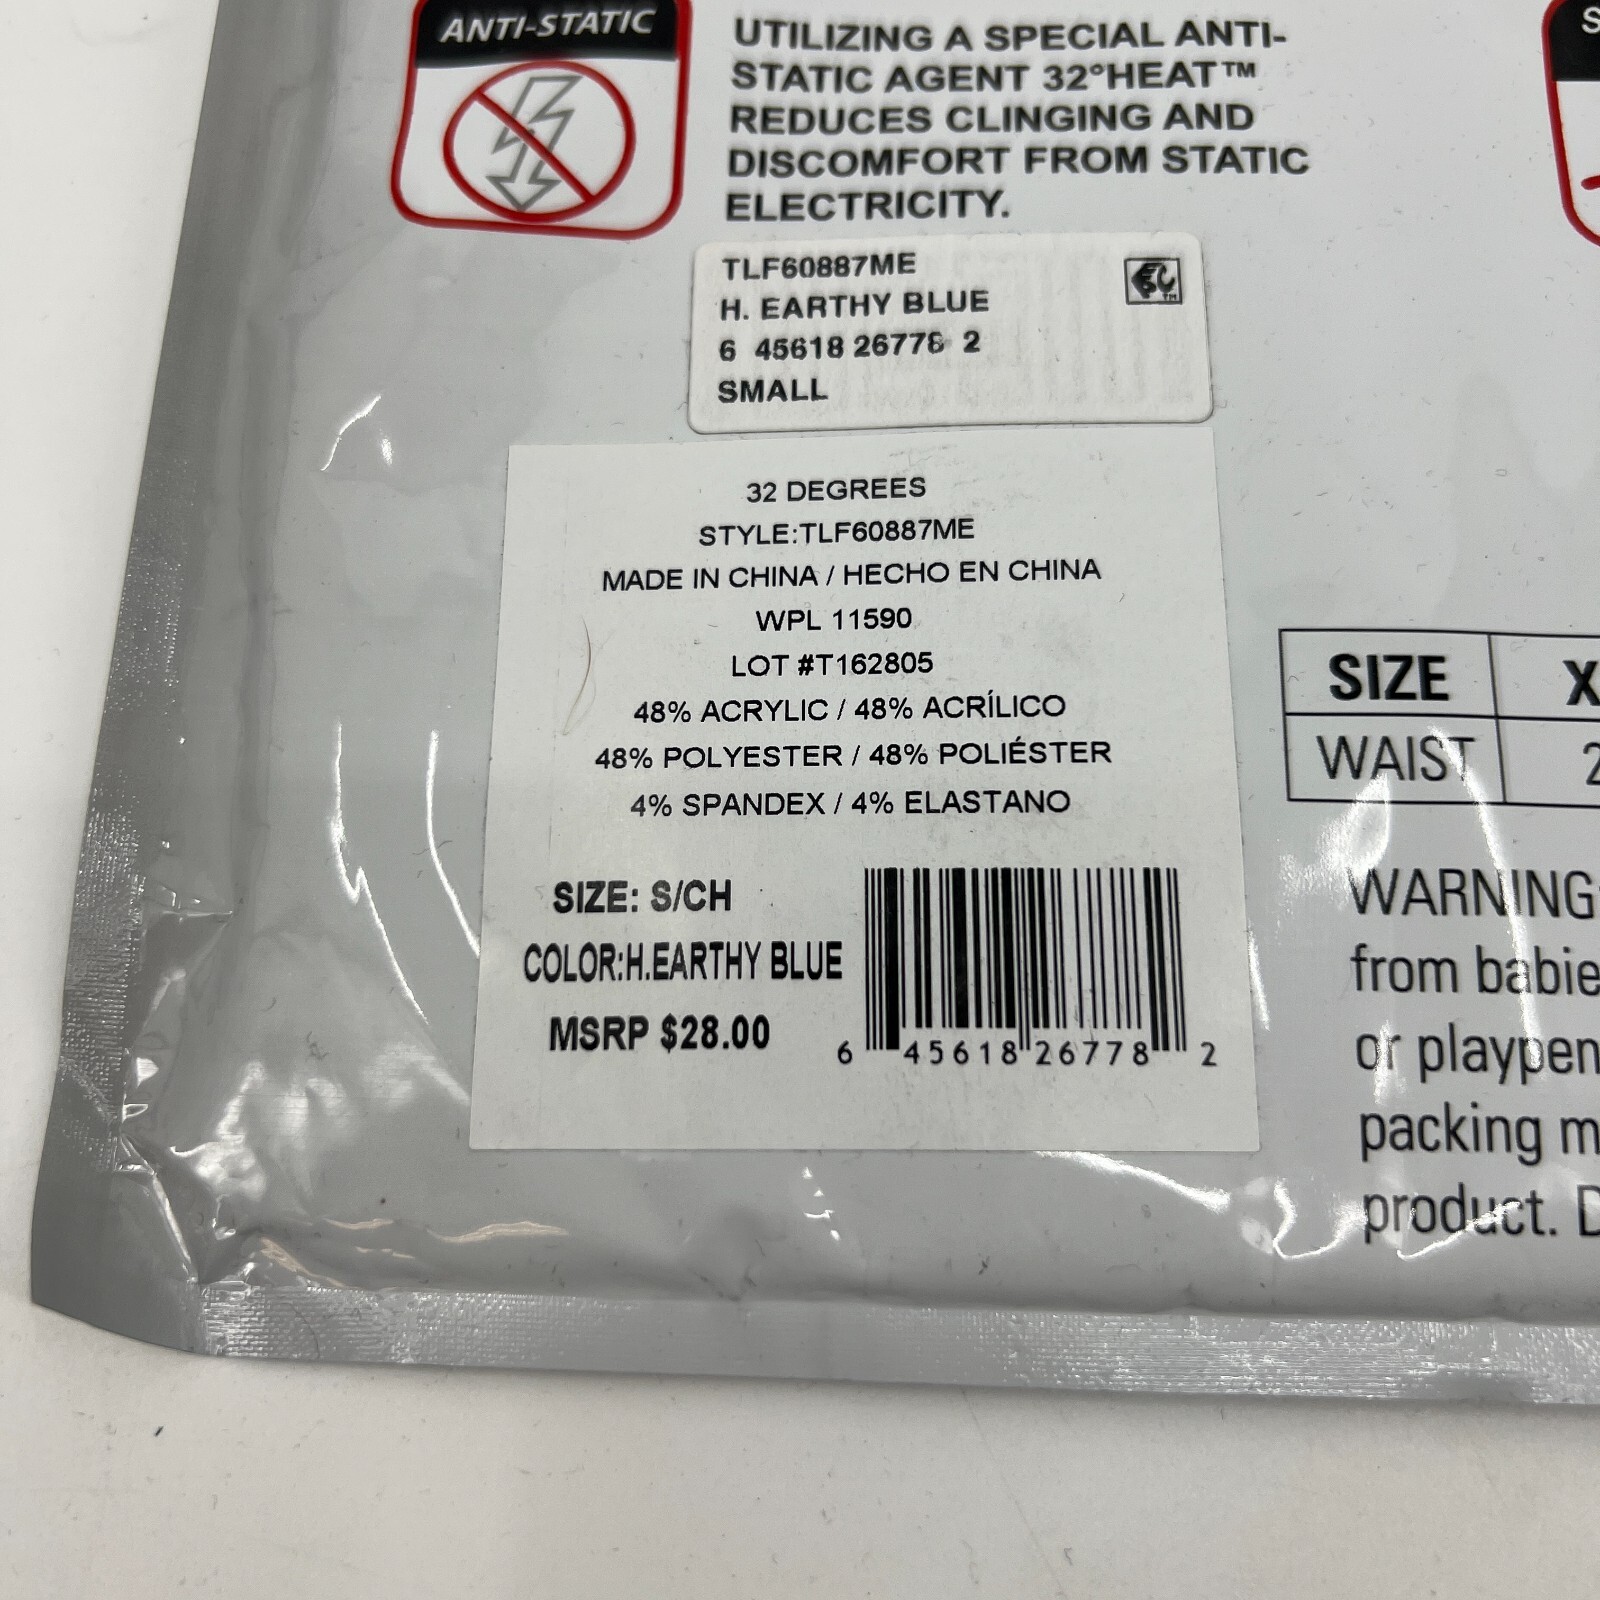 ANTI-STATIC
UTILIZING A SPECIAL ANTI-
STATIC AGENT 32°HEAT™
REDUCES CLINGING AND
DISCOMFORT FROM STATIC
ELECTRICITY.
TLF60887ME
H. EARTHY BLUE
6 45618 26778 2
SMALL
32 DEGREES
STYLE:TLF60887ME
MADE IN CHINA / HECHO EN CHINA
WPL 11590
LOT #T162805
48% ACRYLIC / 48% ACRÍLICO
48% POLYESTER / 48% POLIÉSTER
4% SPANDEX / 4% ELASTANO
SIZE: S/CH
COLOR:H.EARTHY BLUE
MSRP $28.00
6 45618 26778 2
SIZE X
WAIST 2
WARNING:
from babie
or playpen
packing m
product. D